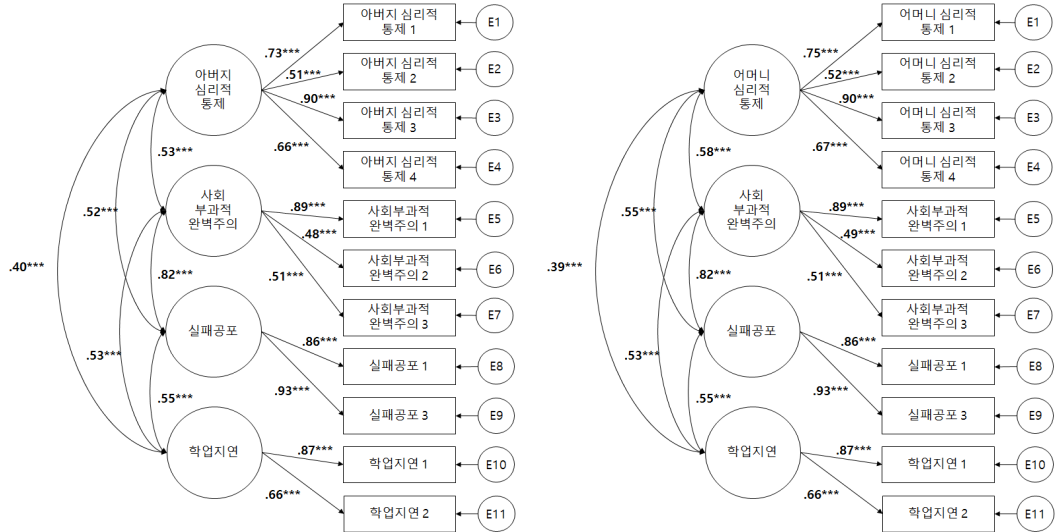 아버지
심리적
통제
사회
부과적
완벽주의
실패공포
학업지연
.73***
.51***
.90***
.66***
.53***
.52***
.40***
.89***
.48***
.51***
.82***
.53***
.86***
.93***
.55***
.87***
.66***
아버지 심리적
통제 1
E1
아버지 심리적
통제 2
E2
아버지 심리적
통제 3
E3
아버지 심리적
통제 4
E4
사회부과적
완벽주의 1
E5
사회부과적
완벽주의 2
E6
사회부과적
완벽주의 3
E7
실패공포 1
E8
실패공포 3
E9
학업지연 1
E10
학업지연 2
E11
어머니
심리적
통제
사회
부과적
완벽주의
실패공포
학업지연
.75***
.52***
.90***
.67***
.58***
.55***
.39***
.89***
.49***
.51***
.82***
.53***
.86***
.93***
.55***
.87***
.66***
어머니 심리적
통제 1
E1
어머니 심리적
통제 2
E2
어머니 심리적
통제 3
E3
어머니 심리적
통제 4
E4
사회부과적
완벽주의 1
E5
사회부과적
완벽주의 2
E6
사회부과적
완벽주의 3
E7
실패공포 1
E8
실패공포 3
E9
학업지연 1
E10
학업지연 2
E11